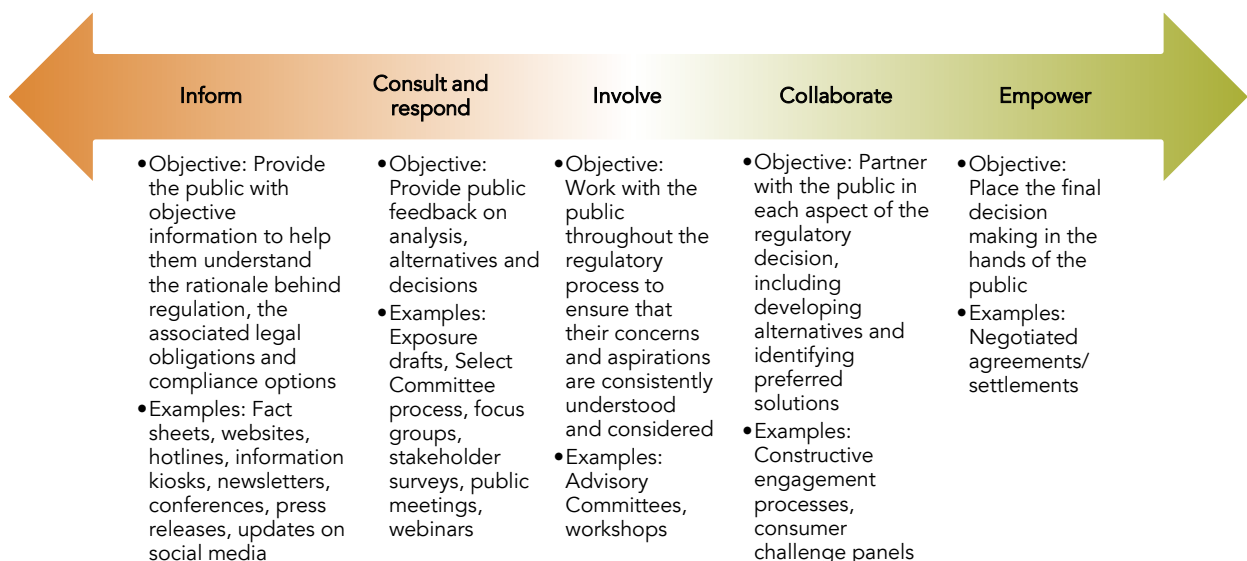 Inform
Consult and
respond
Involve
Collaborate
Empower
•Objective: Provide
the public with
objective
information to help
them understand
the rationale behind
regulation, the
associated legal
obligations and
compliance options
•Examples: Fact
sheets, websites,
hotlines, information
kiosks, newsletters,
conferences, press
releases, updates on
social media
•Objective:
Provide public
feedback on
analysis,
alternatives and
decisions
•Examples:
Exposure
drafts, Select
Committee
process, focus
groups,
stakeholder
surveys, public
meetings,
webinars
•Objective:
Work with the
public
throughout the
regulatory
process to
ensure that
their concerns
and aspirations
are consistently
understood
and considered
•Examples:
Advisory
Committees,
workshops
•Objective: Partner
with the public in
each aspect of the
regulatory
decision,
including
developing
alternatives and
identifying
preferred
solutions
•Examples:
Constructive
engagement
processes,
consumer
challenge panels
•Objective:
Place the final
decision
making in the
hands of the
public
•Examples:
Negotiated
agreements/
settlements